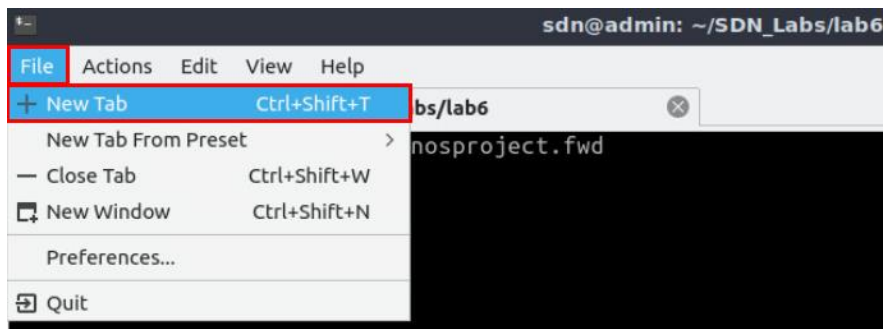 sdn@admin: ~/SDN_Labs/lab6
File Actions Edit View Help
bs/lab6
New Tab Ctrl+Shift+T
nosproject.fwd
New Tab From Preset >
Close Tab Ctrl+Shift+W
New Window Ctrl+Shift+N
Preferences...
Quit